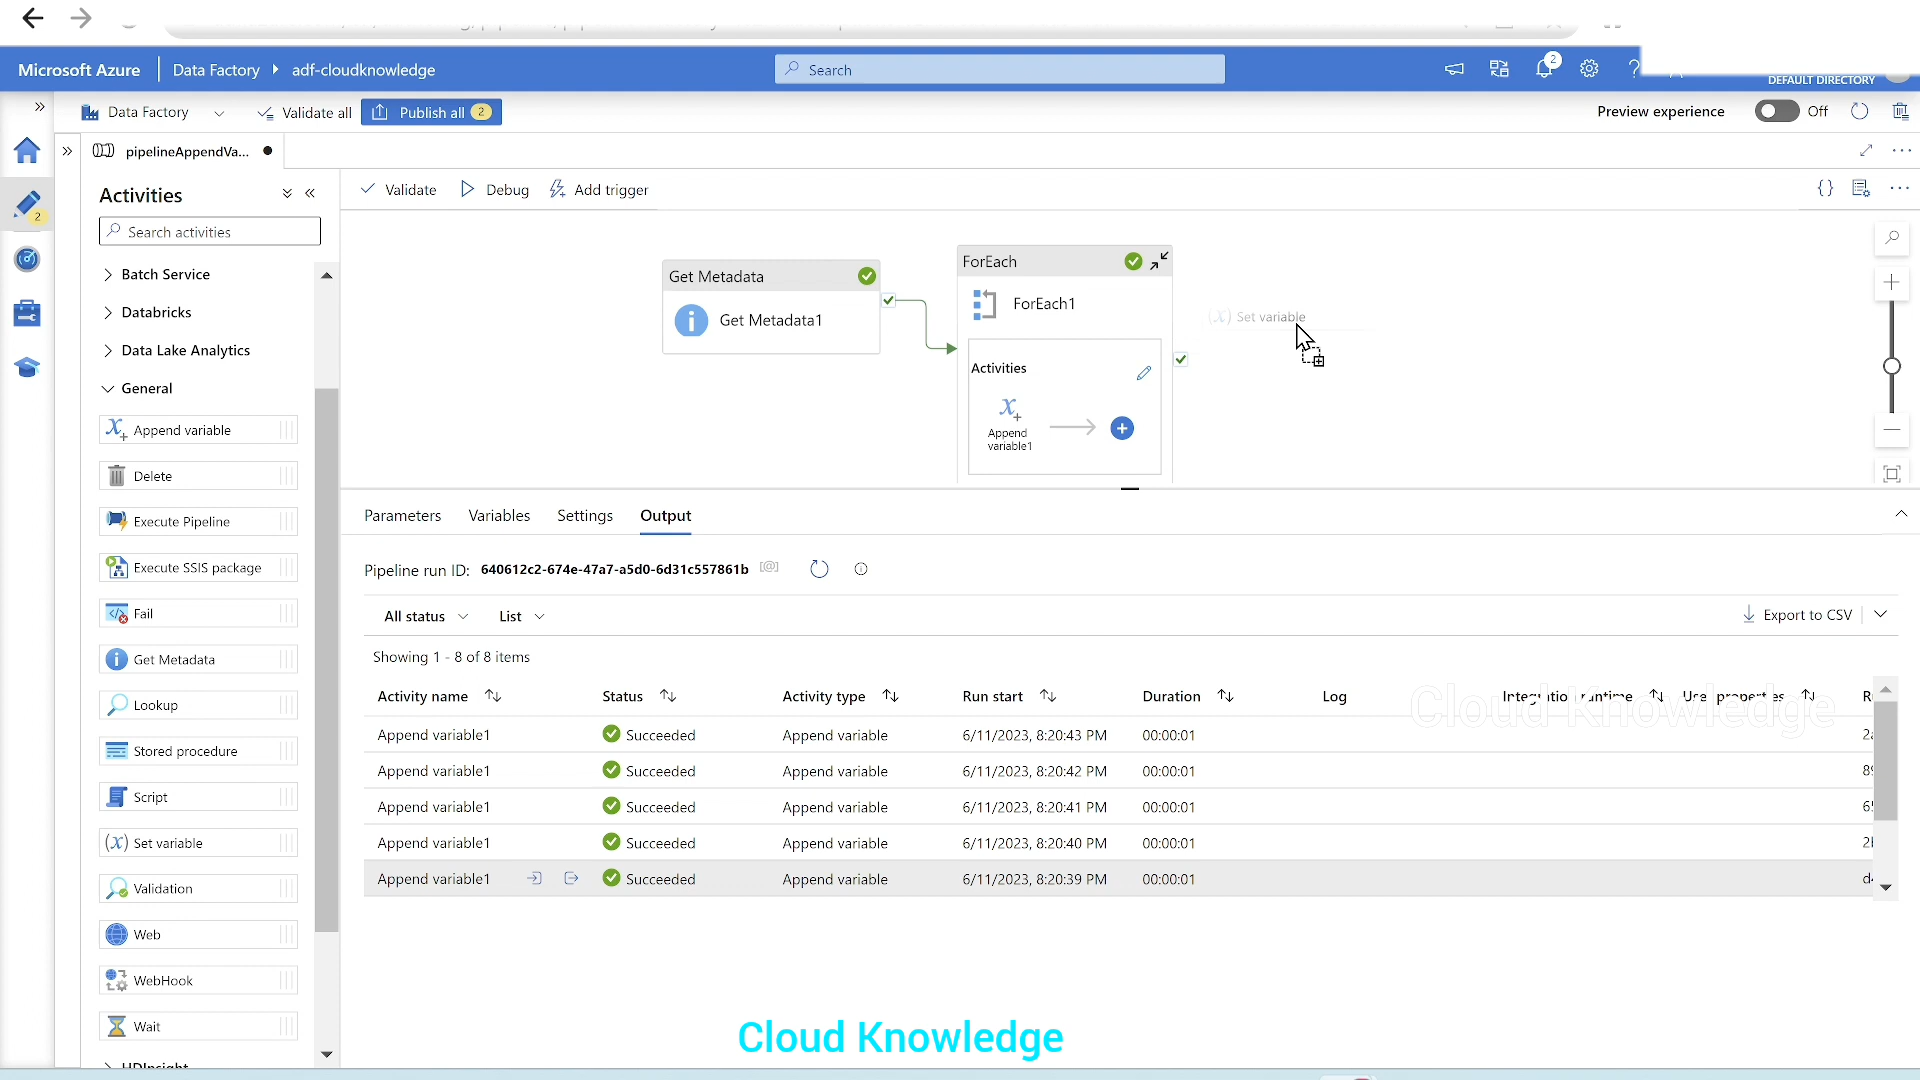 Microsoft Azure
Data Factory
adf-cloudknowledge
Search
2
DEFAULT DIRECTORY
Data Factory
Validate all
Publish all 2
Preview experience
Off
2
pipelineAppendVa...
Activities
Search activities
Batch Service
Databricks
Data Lake Analytics
General
Append variable
Delete
Execute Pipeline
Execute SSIS package
Fail
Get Metadata
Lookup
Stored procedure
Script
Set variable
Validation
Web
WebHook
Wait
HDInsight
Validate
Debug
Add trigger
Get Metadata
Get Metadata1
ForEach
ForEach1
Activities
Append
variable1
Set variable
Parameters
Variables
Settings
Output
Pipeline run ID: 640612c2-674e-47a7-a5d0-6d31c557861b
All status
List
Export to CSV
Showing 1 - 8 of 8 items
Activity name Status Activity type Run start Duration Log Integration runtime User properties
Append variable1 Succeeded Append variable 6/11/2023, 8:20:43 PM 00:00:01
Append variable1 Succeeded Append variable 6/11/2023, 8:20:42 PM 00:00:01
Append variable1 Succeeded Append variable 6/11/2023, 8:20:41 PM 00:00:01
Append variable1 Succeeded Append variable 6/11/2023, 8:20:40 PM 00:00:01
Append variable1 Succeeded Append variable 6/11/2023, 8:20:39 PM 00:00:01
Cloud Knowledge
Cloud Knowledge